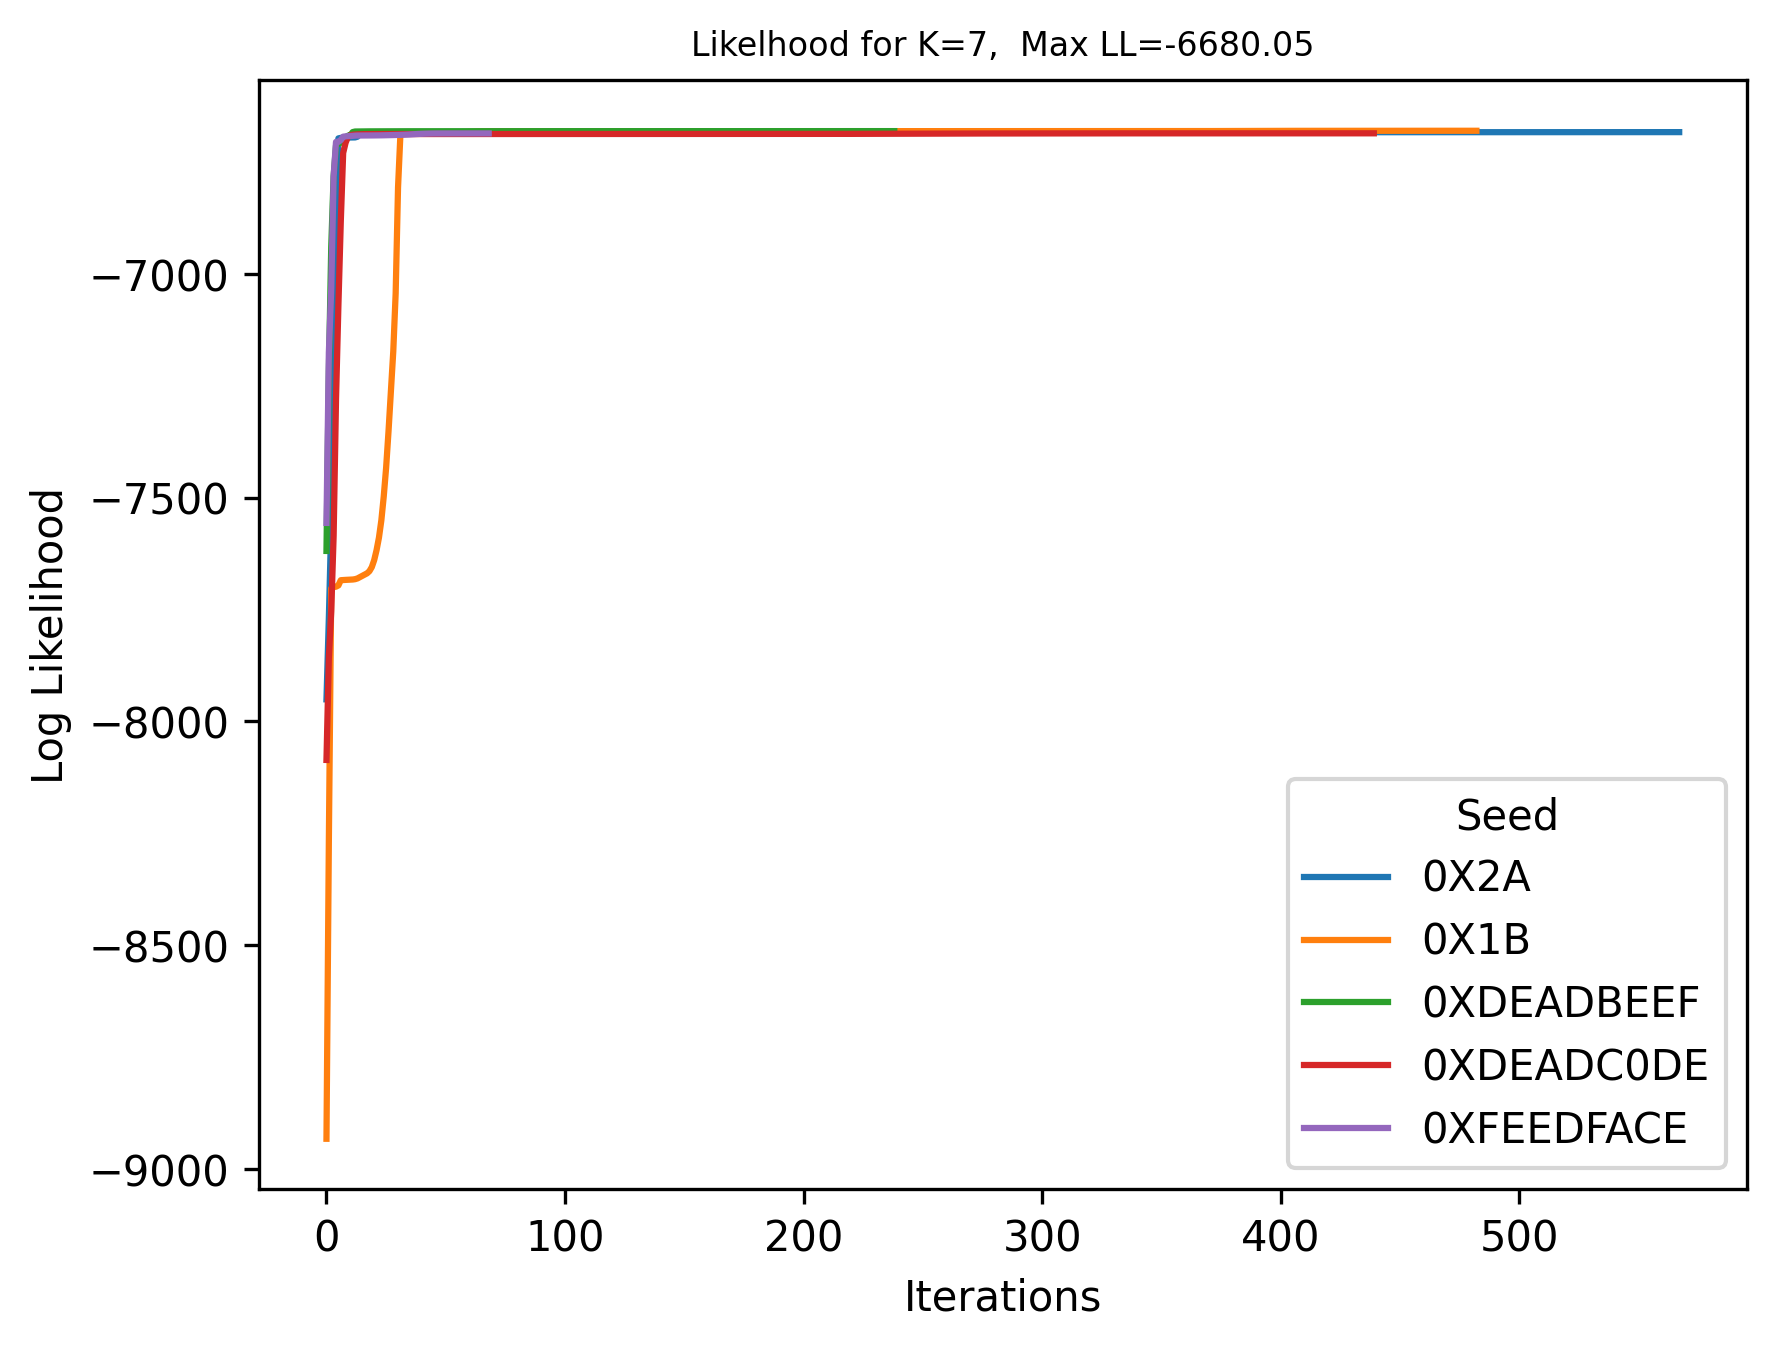 Likelhood for K=7,  Max LL=-6680.05
Log Likelihood
−7000
−7500
−8000
−8500
−9000
0 100 200 300 400 500
Iterations
Seed
0X2A
0X1B
0XDEADBEEF
0XDEADC0DE
0XFEEDFACE